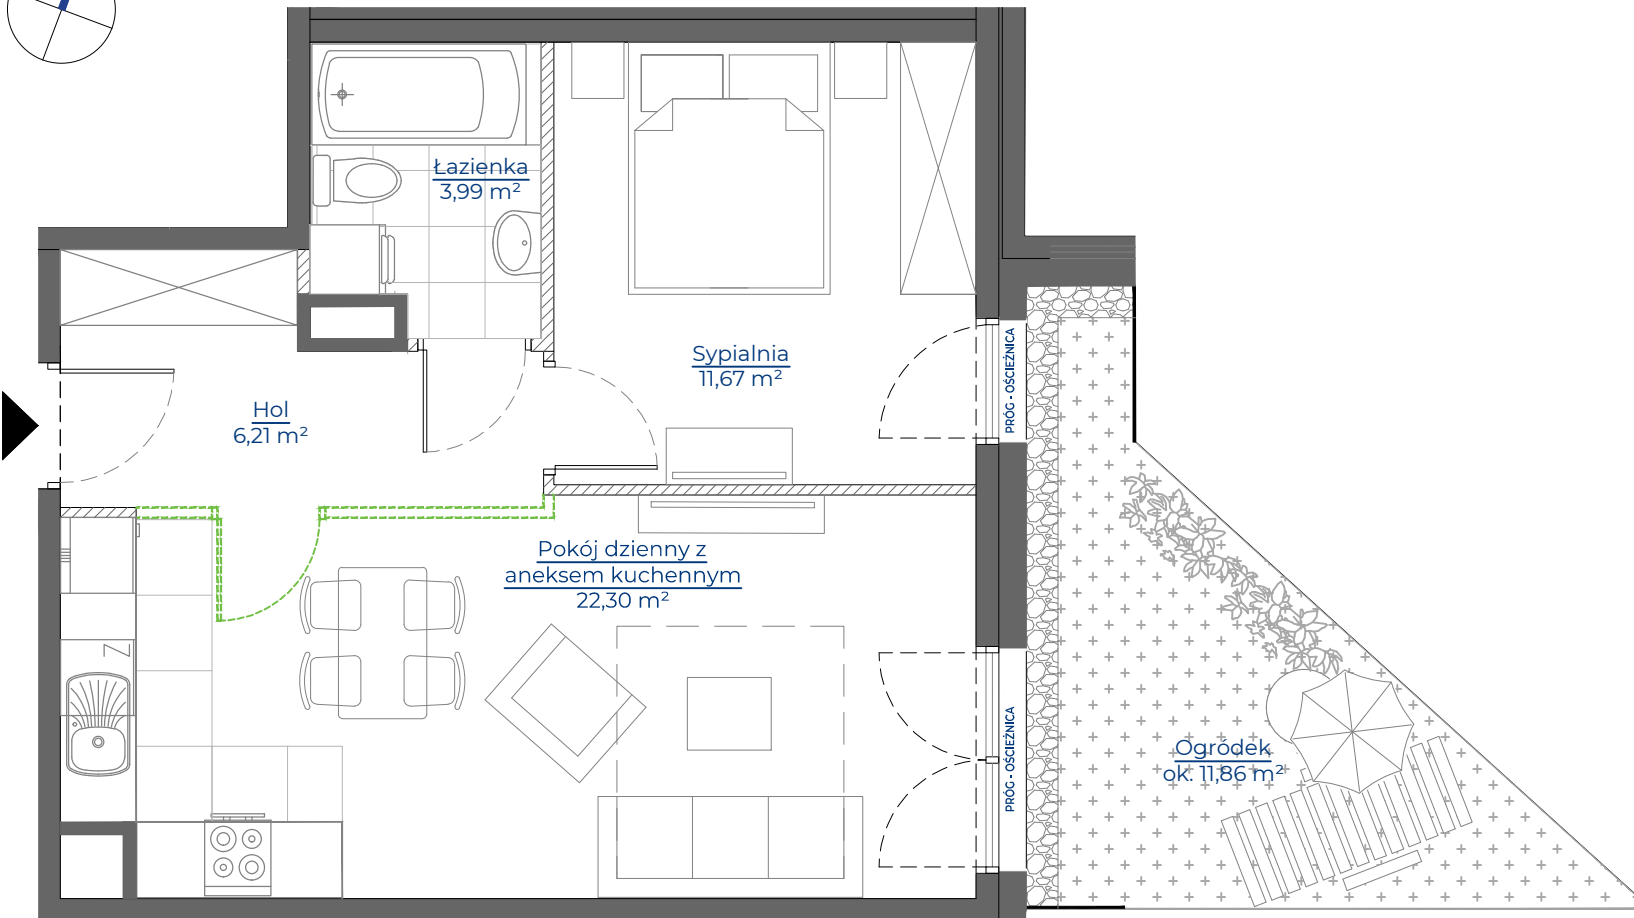 Łazienka
3,99 m²
Sypialnia
11,67 m²
PRÓG - OŚCIEŻNICA
Hol
6,21 m²
Pokój dzienny z
aneksem kuchennym
22,30 m²
Z
PRÓG - OŚCIEŻNICA
Ogródek
ok. 11,86 m²